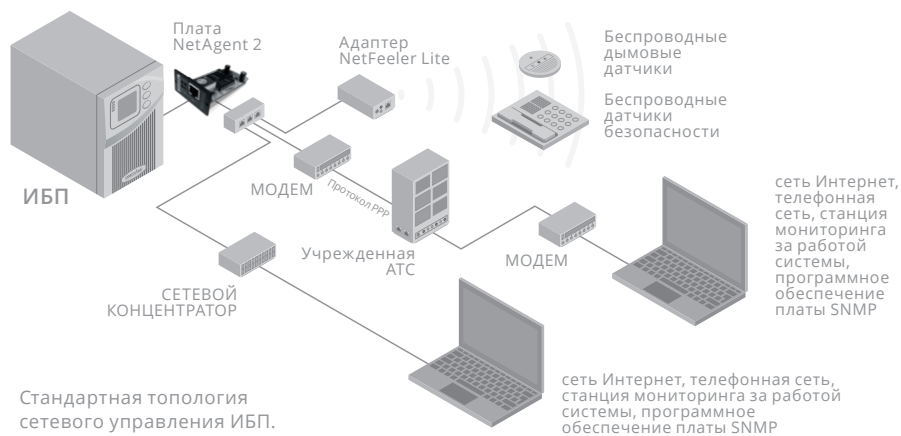 Плата
NetAgent 2
Адаптер
NetFeeler Lite
Беспроводные
дымовые
датчики
Беспроводные
датчики
безопасности
ИБП
МОДЕМ
Протокол PPP
Учрежденная
АТС
МОДЕМ
сеть Интернет,
телефонная
сеть, станция
мониторинга
за работой
системы,
программное
обеспечение
платы SNMP
СЕТЕВОЙ
КОНЦЕНТРАТОР
Стандартная топология
сетевого управления ИБП.
сеть Интернет, телефонная сеть,
станция мониторинга за работой
системы, программное
обеспечение платы SNMP